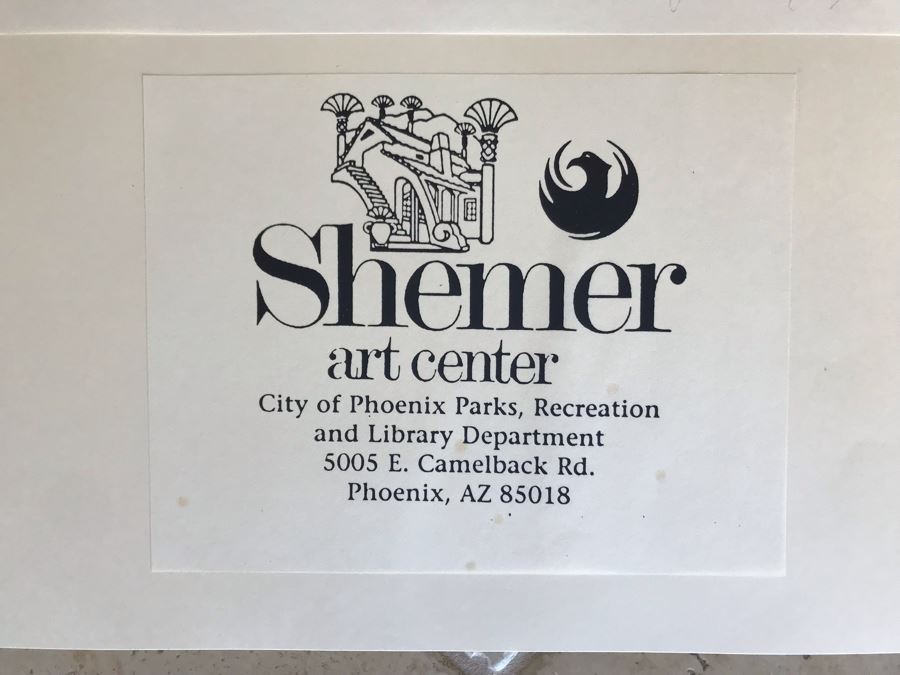 Shemer
art center
City of Phoenix Parks, Recreation
and Library Department
5005 E. Camelback Rd.
Phoenix, AZ 85018